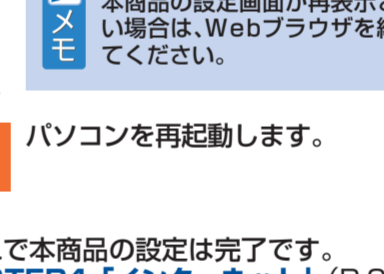 メモ
本商品の設定画面が再表示
い場合は、Webブラウザを
てください。
パソコンを再起動します。
で本商品の設定は完了です。